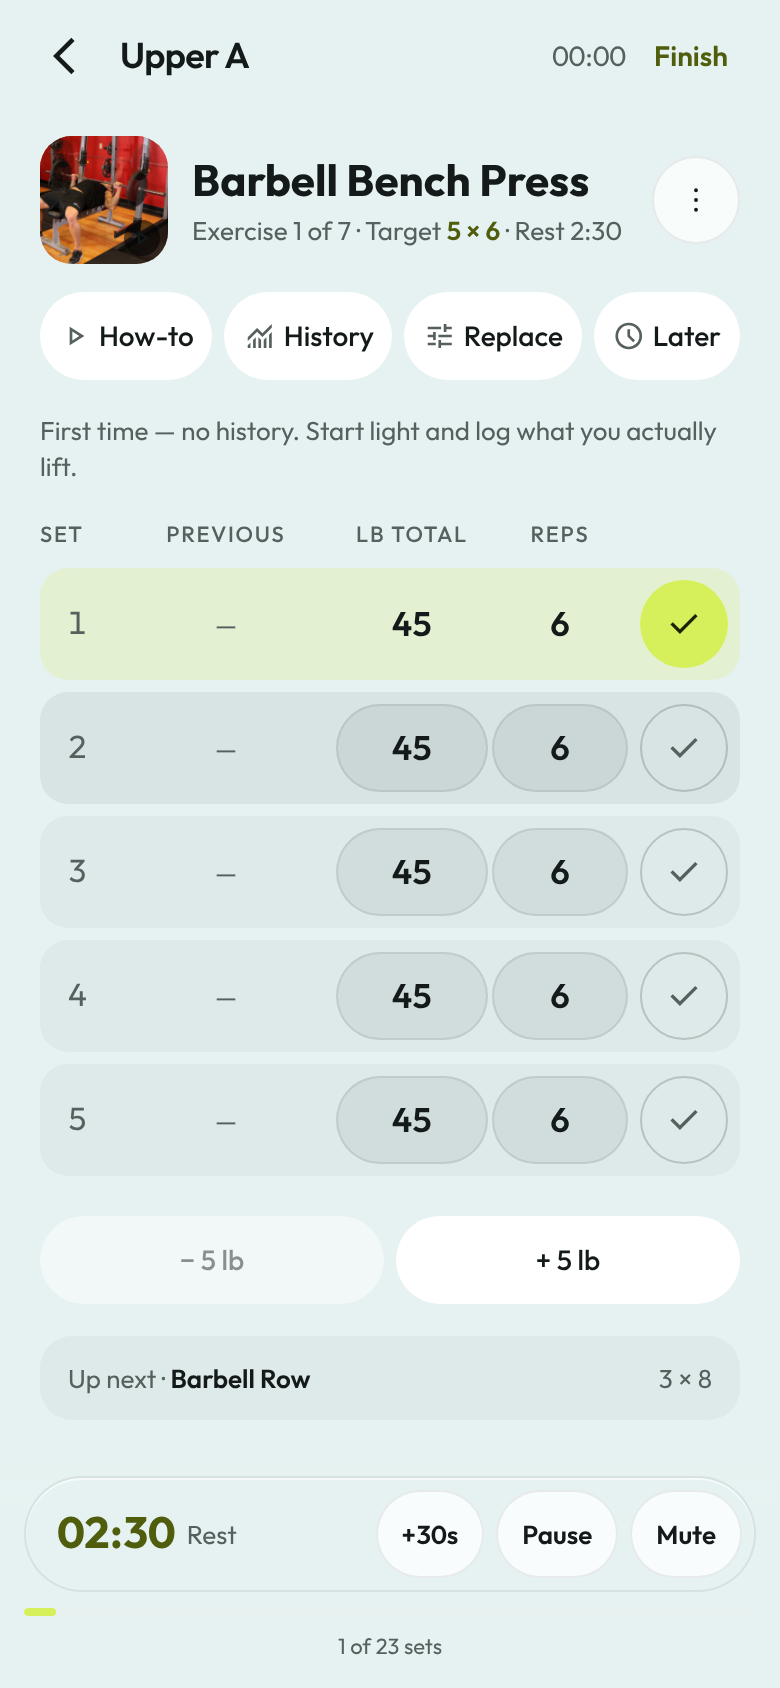 Upper A 00:00 Finish
Barbell Bench Press
Exercise 1 of 7 · Target 5 × 6 · Rest 2:30
How-to History Replace Later
First time — no history. Start light and log what you actually
lift.
SET PREVIOUS LB TOTAL REPS
1 — 45 6
2 — 45 6
3 — 45 6
4 — 45 6
5 — 45 6
− 5 lb + 5 lb
Up next · Barbell Row 3 × 8
02:30 Rest +30s Pause Mute
1 of 23 sets